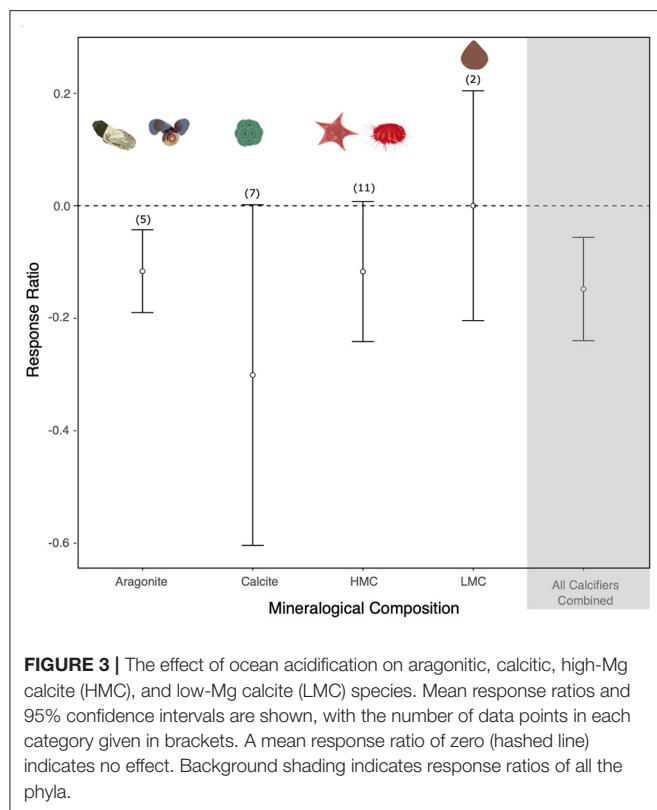 (2)
0.2
(5)
(7)
(11)
0.0
-0.2
-0.4
-0.6
Response Ratio
Aragonite
Calcite
HMC
LMC
All Calcifiers
Combined
Mineralogical Composition
FIGURE 3 | The effect of ocean acidification on aragonitic, calcitic, high-Mg
calcite (HMC), and low-Mg calcite (LMC) species. Mean response ratios and
95% confidence intervals are shown, with the number of data points in each
category given in brackets. A mean response ratio of zero (hashed line)
indicates no effect. Background shading indicates response ratios of all the
phyla.